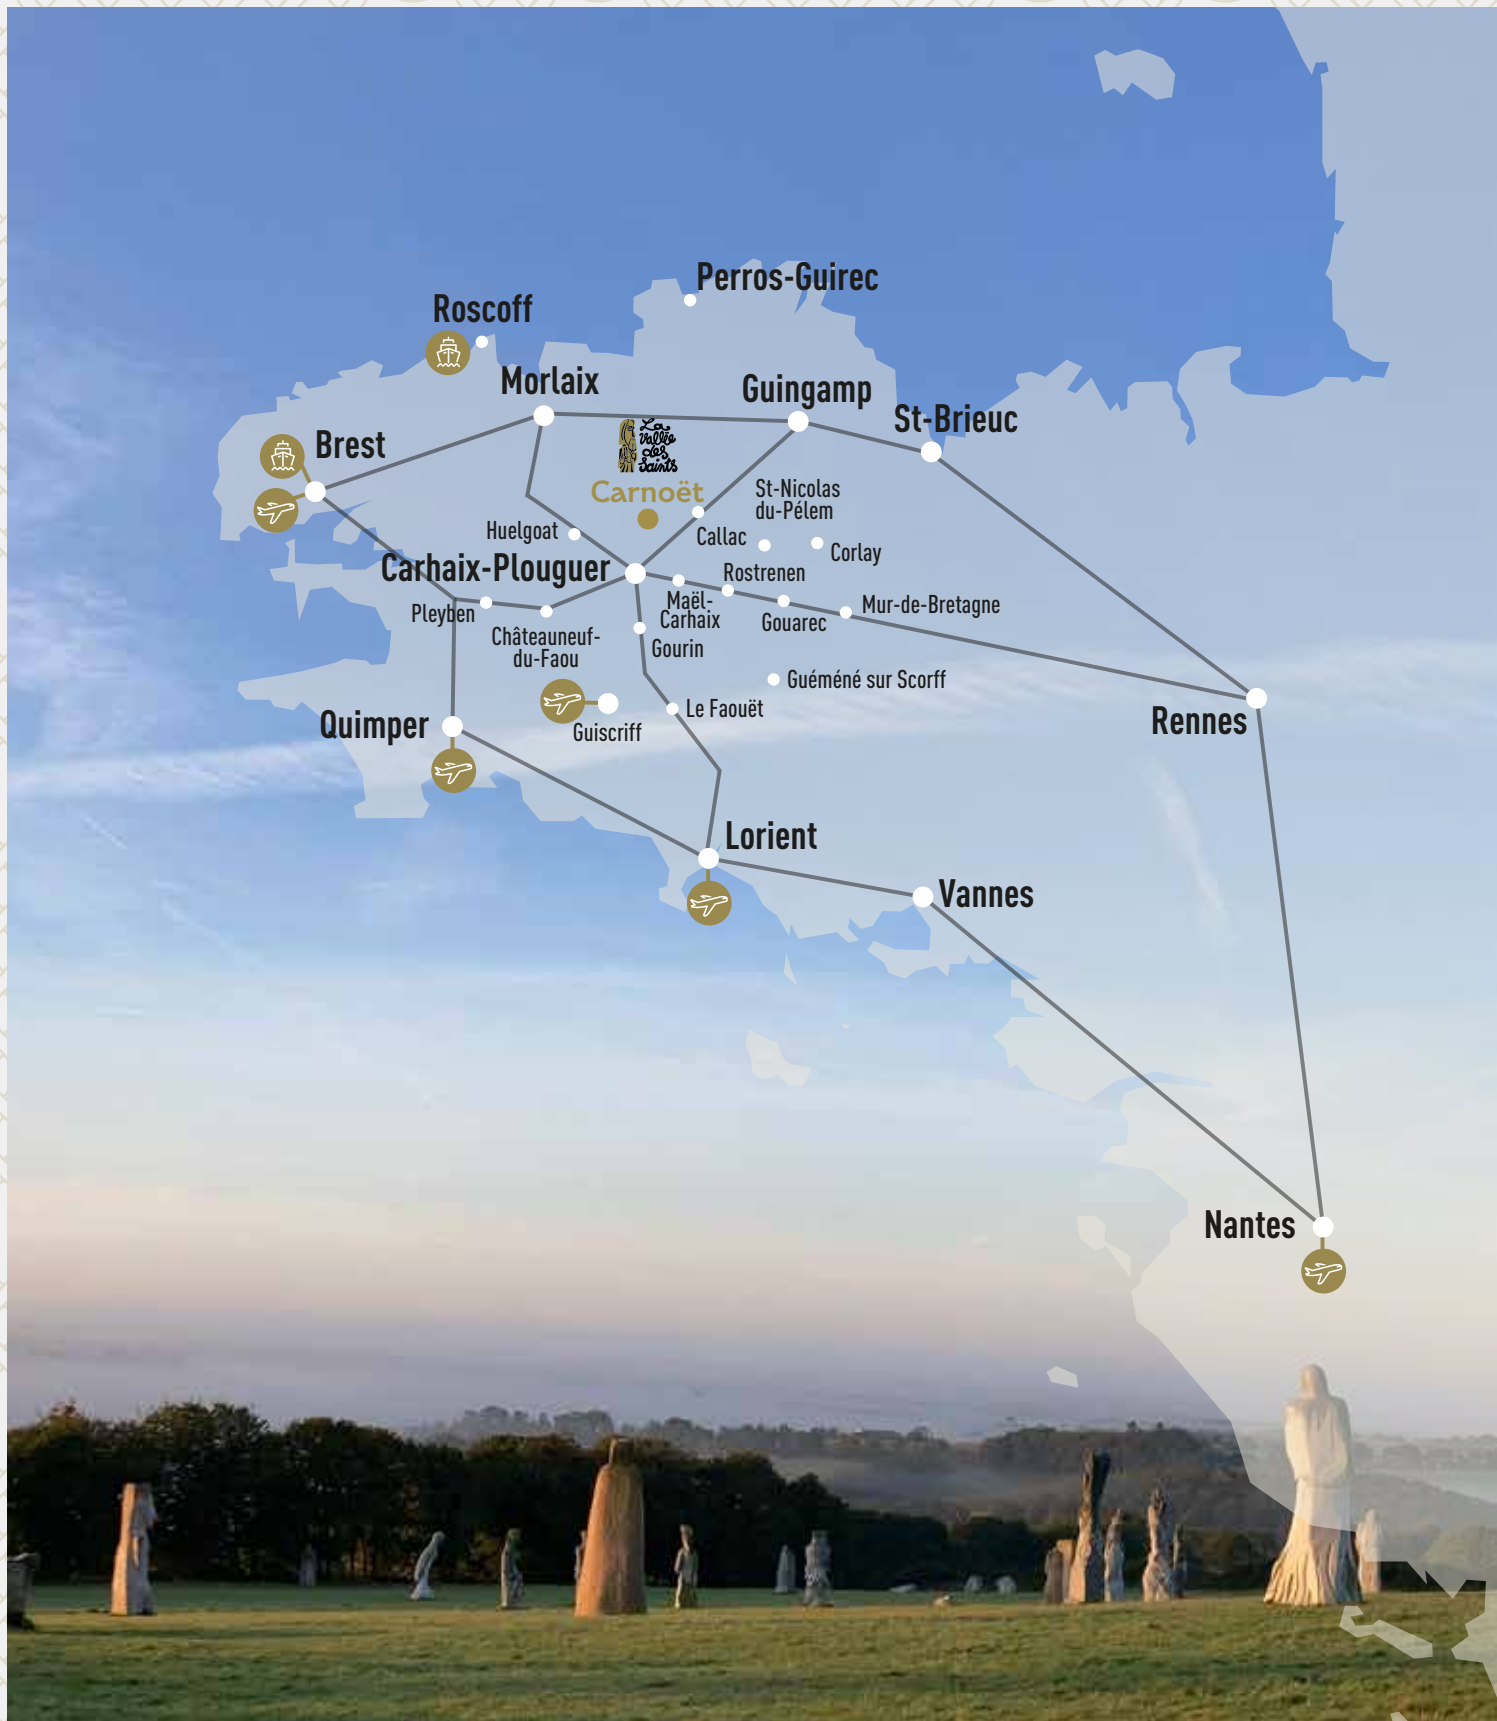 Perros-Guirec
Roscoff
Morlaix
Guingamp
St-Brieuc
Brest
La
Vallée
des
Saints
Carnoët
St-Nicolas
du-Pélem
Huelgoat
Callac
Corlay
Carhaix-Plouguer
Rostrenen
Maël-
Carhaix
Pleyben
Gouarec
Mur-de-Bretagne
Châteauneuf-
du-Faou
Gourin
Guéméné sur Scorff
Le Faouët
Guiscriff
Quimper
Rennes
Lorient
Vannes
Nantes